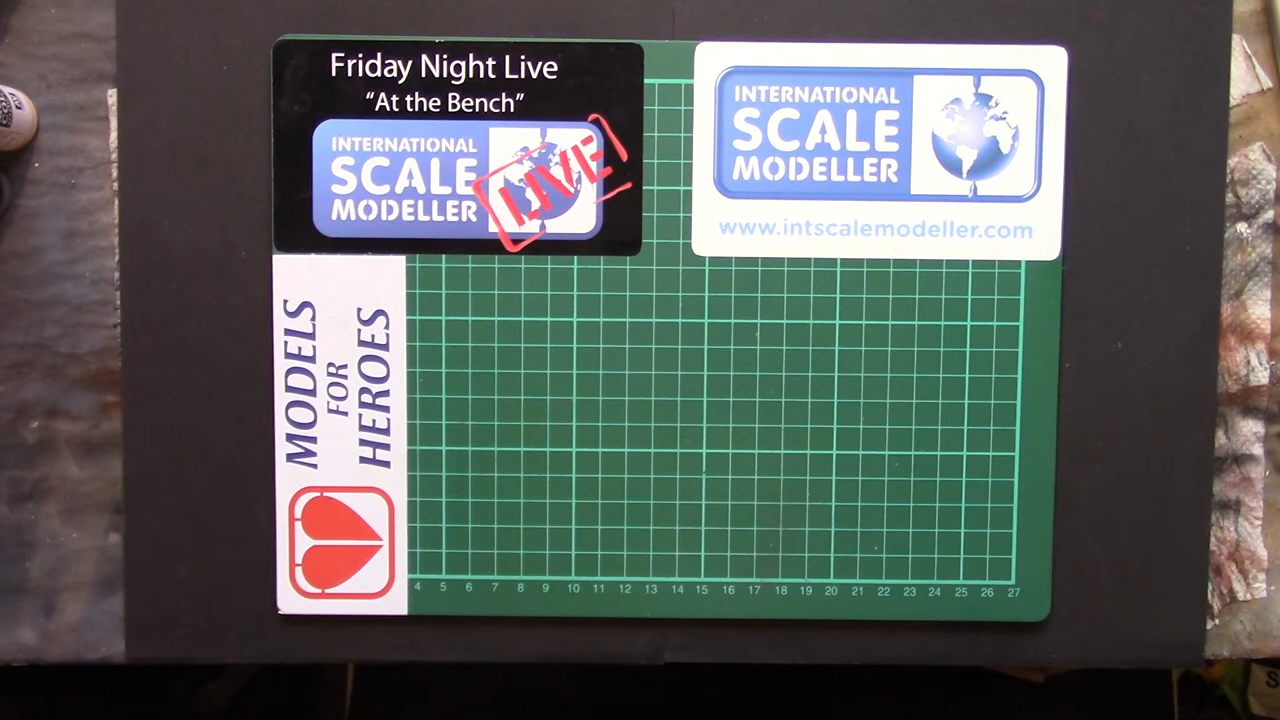 Friday Night Live
“At the Bench”
INTERNATIONAL
SCALE
MODELLER
LIVE!
INTERNATIONAL
SCALE
MODELLER
www.intscalemodeller.com
MODELS
FOR
HEROES
4 5 6 7 8 9 10 11 12 13 14 15 16 17 18 19 20 21 22 23 24 25 26 27